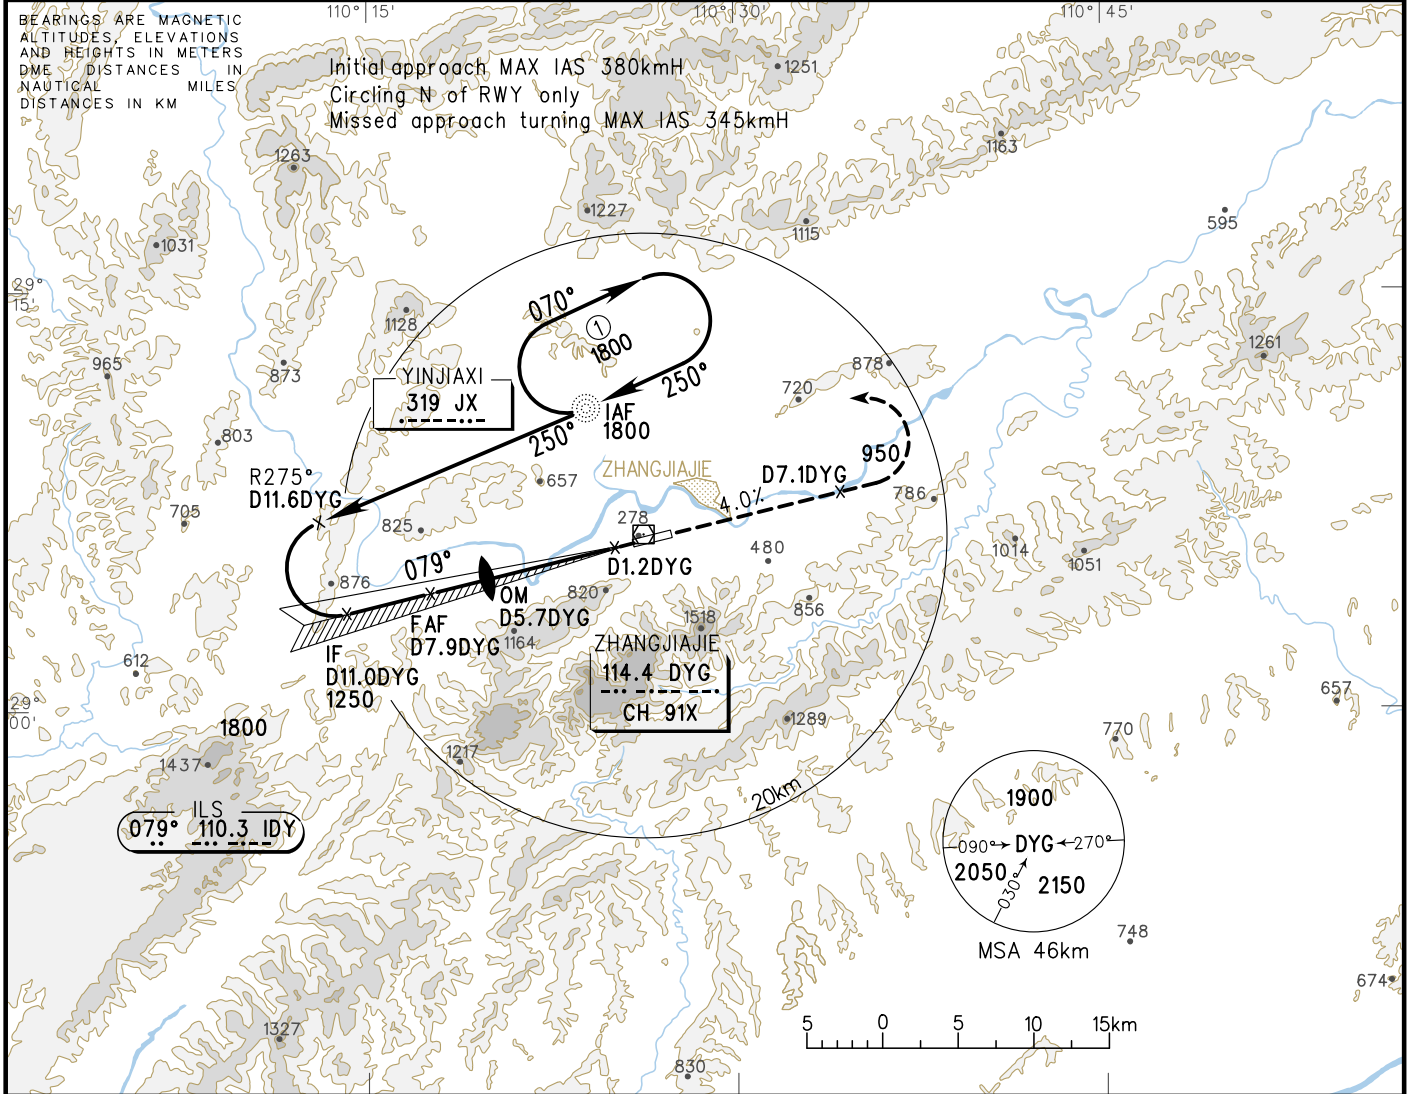 BEARINGS ARE MAGNETIC
ALTITUDES, ELEVATIONS
AND HEIGHTS IN METERS
DME DISTANCES IN
NAUTICAL MILES
DISTANCES IN KM
110° 15'
110° 30'
110° 45'
Initial approach MAX IAS 380kmH
Circling N of RWY only
Missed approach turning MAX IAS 345kmH
1251
1163
1263
1227
1115
595
1031
29°
15'
070°
1
1800
1128
250°
1261
965
873
878
720
YINJIAXI
319 JX
IAF
1800
250°
803
950
R275°
D11.6DYG
657
ZHANGJIAJIE
D7.1DYG
4.0%
786
705
825
278
1014
1051
480
D1.2DYG
079°
876
OM
D5.7DYG
820
856
FAF
D7.9DYG
1164
1518
IF
D11.0DYG
1250
ZHANGJIAJIE
114.4 DYG
CH 91X
612
29°
00'
657
1800
1289
770
1437
1217
20km
ILS
079° 110.3 IDY
1900
090°
DYG
270°
2050
030°
2150
MSA 46km
748
674
1327
830
5 0 5 10 15km